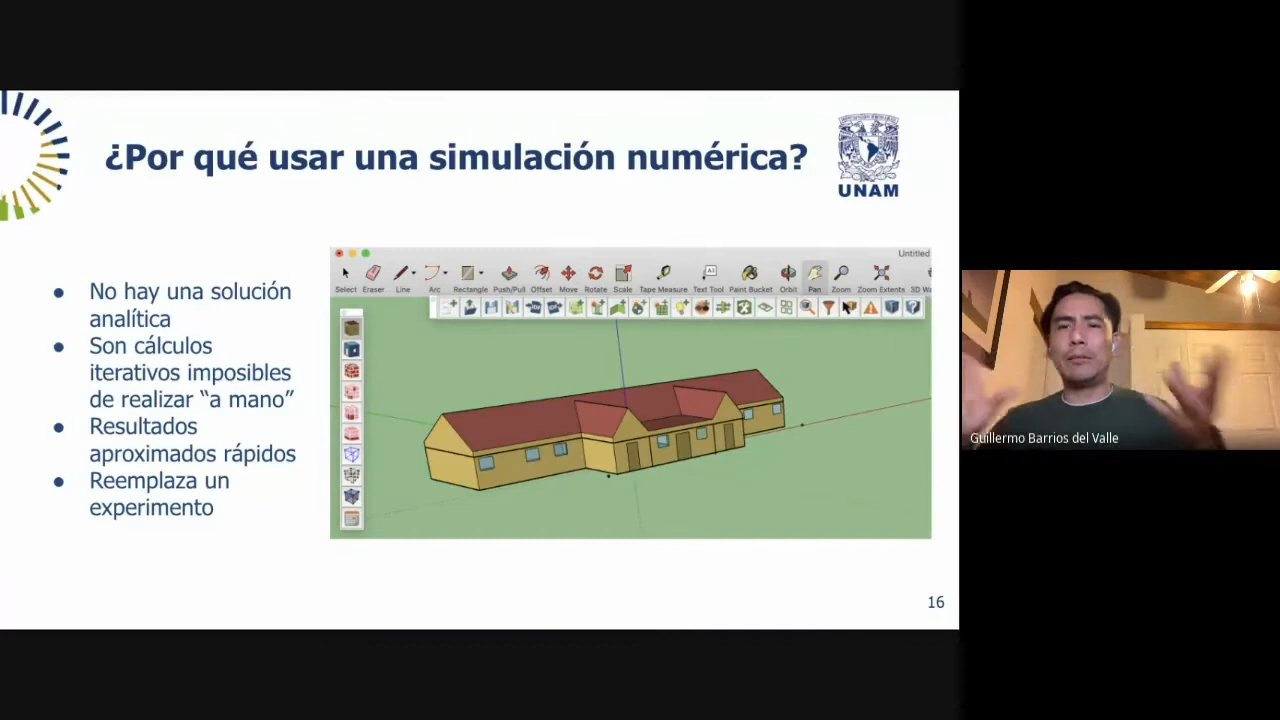 ¿Por qué usar una simulación numérica?
UNAM
No hay una solución
analítica
Son cálculos
iterativos imposibles
de realizar “a mano”
Resultados
aproximados rápidos
Reemplaza un
experimento
Untitled
Select Eraser Line Arc Rectangle Push/Pull Offset Move Rotate Scale Tape Measure Text Tool Paint Bucket Orbit Pan Zoom Zoom Extents 3D Wa
16
Guillermo Barrios del Valle